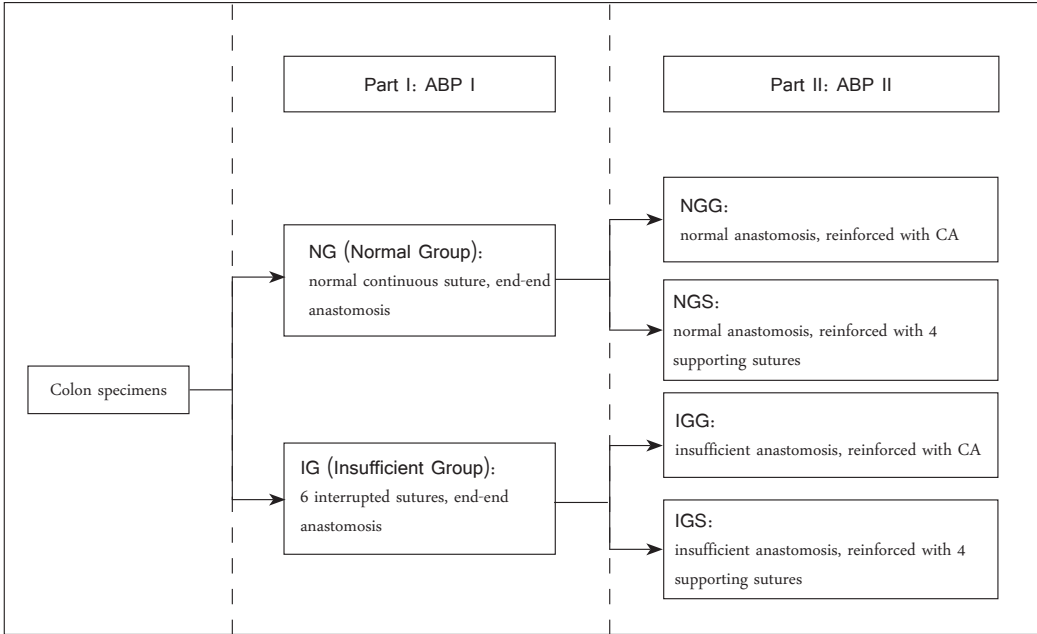 Part I: ABP I
Part II: ABP II
Colon specimens
NG (Normal Group):
normal continuous suture, end-end
anastomosis
IG (Insufficient Group):
6 interrupted sutures, end-end
anastomosis
NGG:
normal anastomosis, reinforced with CA
NGS:
normal anastomosis, reinforced with 4
supporting sutures
IGG:
insufficient anastomosis, reinforced with CA
IGS:
insufficient anastomosis, reinforced with 4
supporting sutures